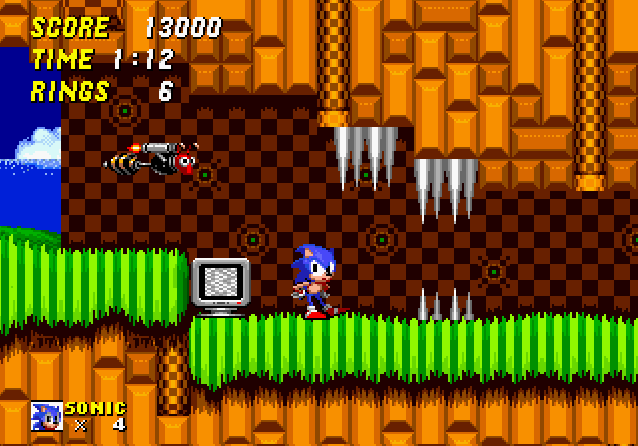 SCORE 13000
TIME 1:12
RINGS 6
SONIC
× 4